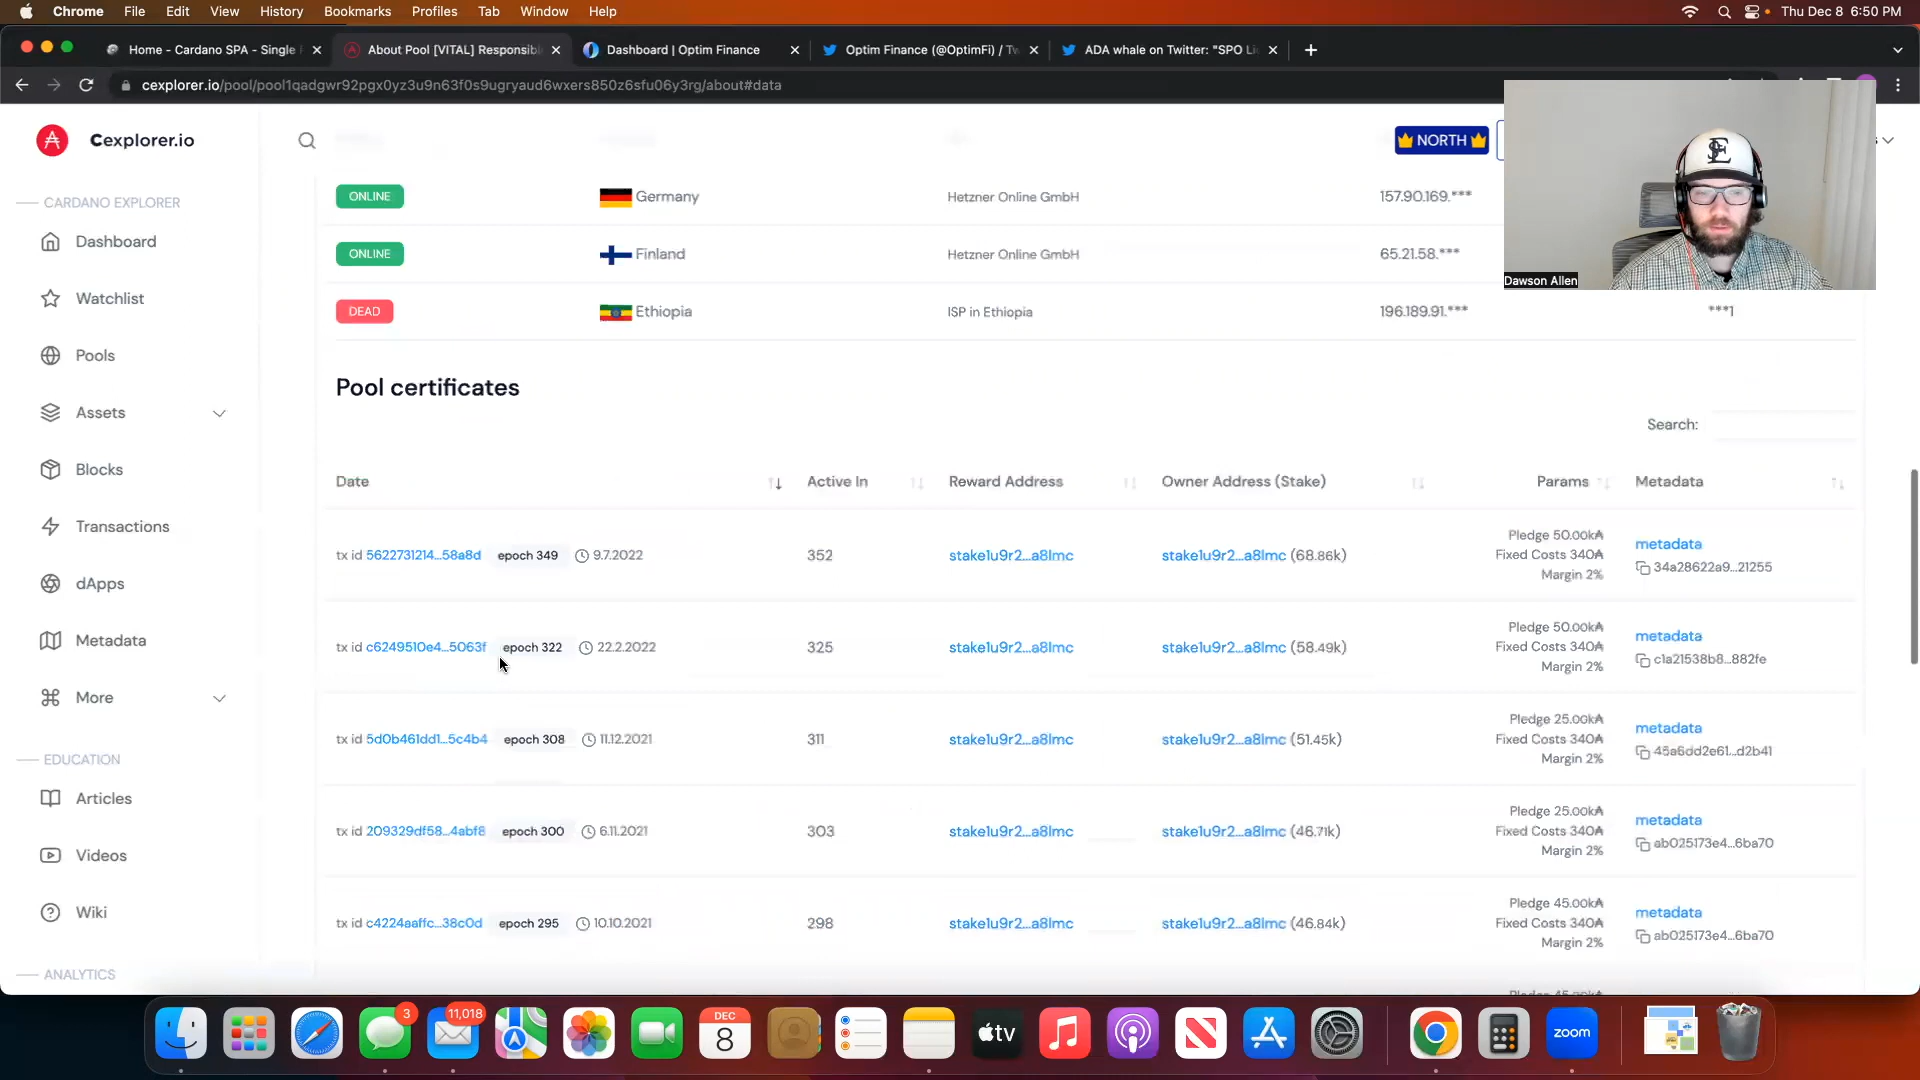 Chrome File Edit View History Bookmarks Profiles Tab Window Help Thu Dec 8 6:50 PM
Home - Cardano SPA - Single About Pool [VITAL] Responsib Dashboard | Optim Finance Optim Finance (@OptimFi) / Tw ADA whale on Twitter: "SPO Li
cexplorer.io/pool/pool1qadgwr92pgx0yz3u9n63f0s9ugryaud6wxers850z6sfu06y3rg/about#data
Cexplorer.io
NORTH
Dawson Allen
CARDANO EXPLORER
Dashboard
Watchlist
Pools
Assets
Blocks
Transactions
dApps
Metadata
More
EDUCATION
Articles
Videos
Wiki
ANALYTICS
ONLINE Germany Hetzner Online GmbH 157.90.169.***
ONLINE Finland Hetzner Online GmbH 65.21.58.***
DEAD Ethiopia ISP in Ethiopia 196.189.91.*** ***1
Pool certificates
Search:
Date Active In Reward Address Owner Address (Stake) Params Metadata
tx id 5622731214...58a8d epoch 349 9.7.2022 352 stake1u9r2...a8lmc stake1u9r2...a8lmc (68.86k)
Pledge 50.00k₳
Fixed Costs 340₳
Margin 2%
metadata
34a28622a9...21255
tx id c6249510e4...5063f epoch 322 22.2.2022 325 stake1u9r2...a8lmc stake1u9r2...a8lmc (58.49k)
Pledge 50.00k₳
Fixed Costs 340₳
Margin 2%
metadata
c1a21538b8...882fe
tx id 5d0b461dd1...5c4b4 epoch 308 11.12.2021 311 stake1u9r2...a8lmc stake1u9r2...a8lmc (51.45k)
Pledge 25.00k₳
Fixed Costs 340₳
Margin 2%
metadata
45a6dd2e61...d2b41
tx id 209329df58...4abf8 epoch 300 6.11.2021 303 stake1u9r2...a8lmc stake1u9r2...a8lmc (46.71k)
Pledge 25.00k₳
Fixed Costs 340₳
Margin 2%
metadata
ab025173e4...6ba70
tx id c4224aaffc...38c0d epoch 295 10.10.2021 298 stake1u9r2...a8lmc stake1u9r2...a8lmc (46.84k)
Pledge 45.00k₳
Fixed Costs 340₳
Margin 2%
metadata
ab025173e4...6ba70
3
11,018
DEC
8
tv
zoom